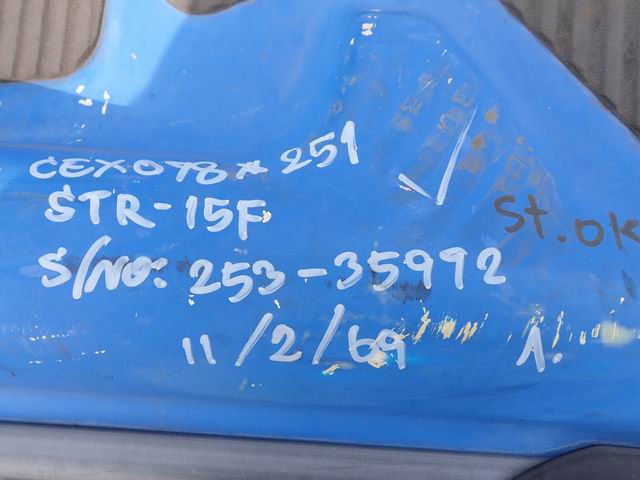 CEX078* 251
STR-15F
St. ok
S/NO: 253-35992
11/2/69
1.